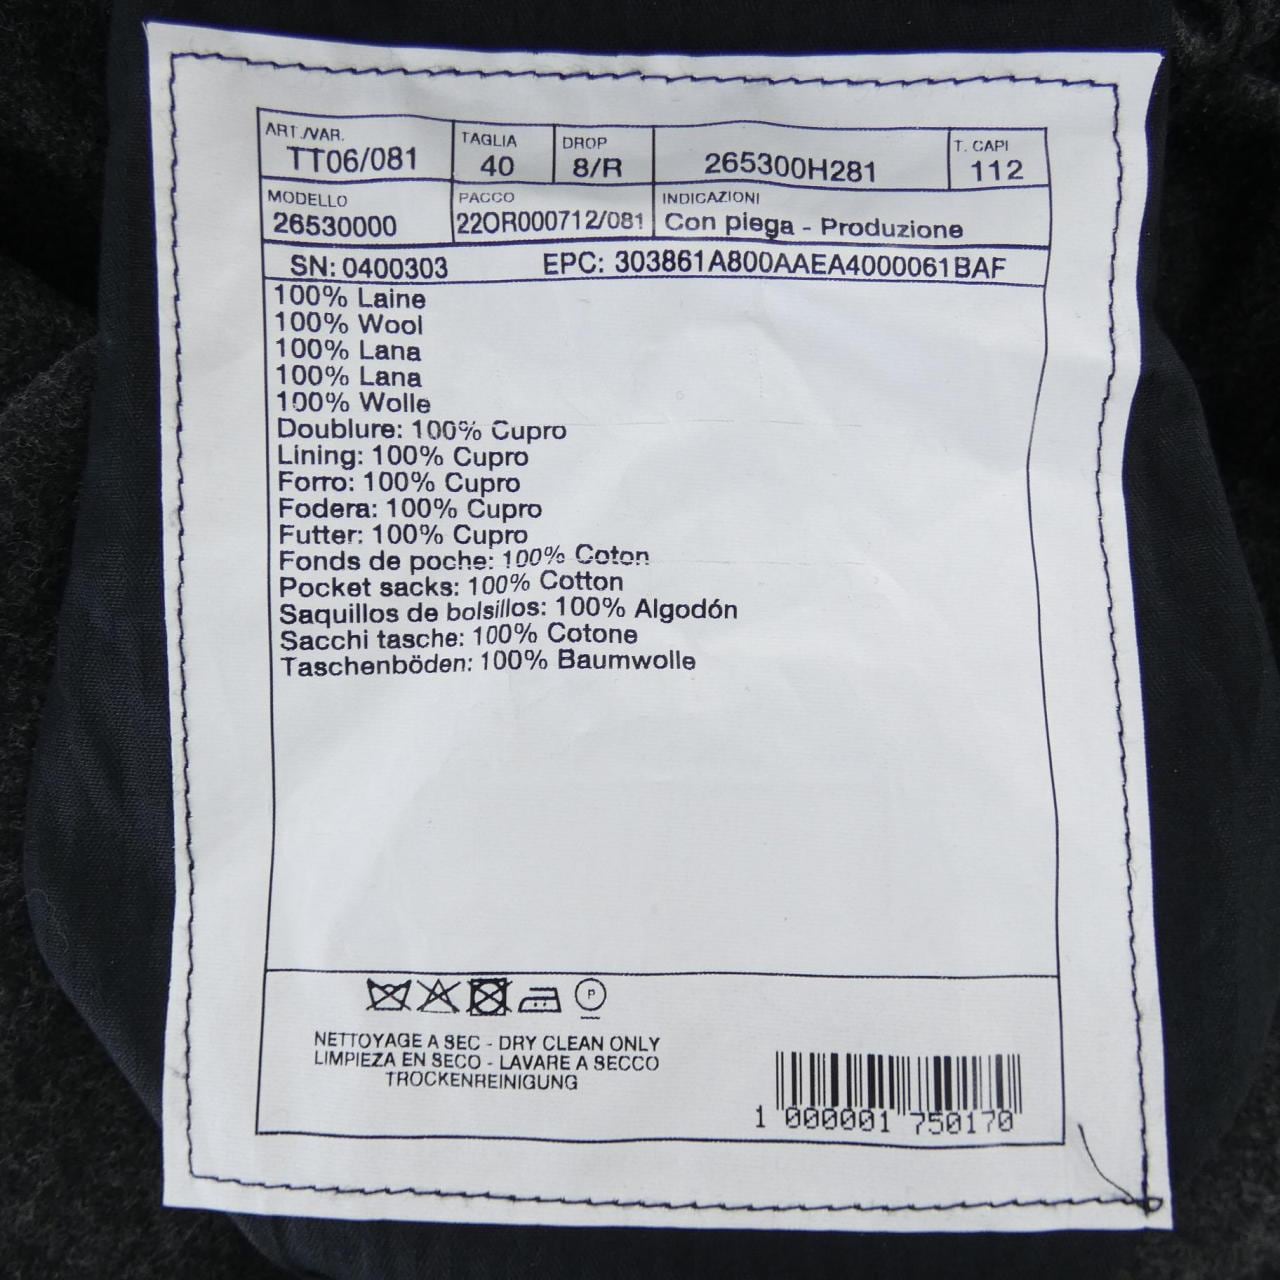 ART./VAR. TAGLIA DROP T. CAPI
TT06/081 40 8/R 265300H281 112
MODELLO PACCO INDICAZIONI
26530000 22OR000712/081 Con piega - Produzione
SN: 0400303 EPC: 303861A800AAEA4000061BAF
100% Laine
100% Wool
100% Lana
100% Lana
100% Wolle
Doublure: 100% Cupro
Lining: 100% Cupro
Forro: 100% Cupro
Fodera: 100% Cupro
Futter: 100% Cupro
Fonds de poche: 100% Coton
Pocket sacks: 100% Cotton
Saquillos de bolsillos: 100% Algodón
Sacchi tasche: 100% Cotone
Taschenböden: 100% Baumwolle
P
NETTOYAGE A SEC - DRY CLEAN ONLY
LIMPIEZA EN SECO - LAVARE A SECCO
TROCKENREINIGUNG
1 000001 750170